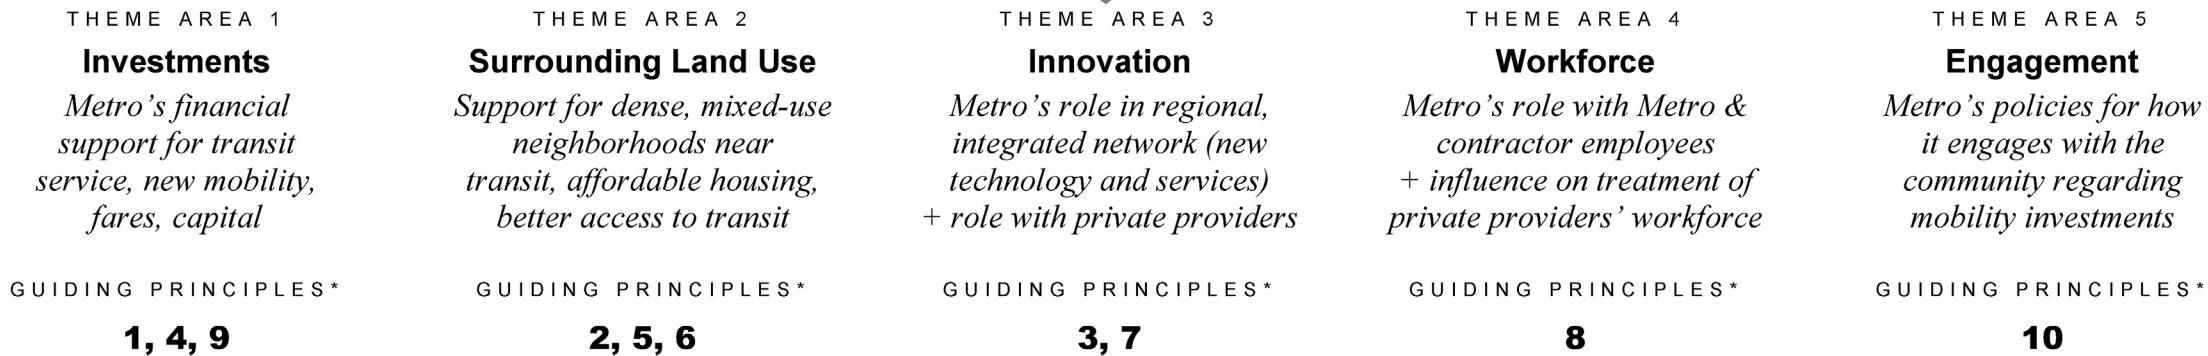 THEME AREA 1
Investments
Metro's financial
support for transit
service, new mobility,
fares, capital
GUIDING PRINCIPLES*
1, 4, 9
THEME AREA 2
Surrounding Land Use
Support for dense, mixed-use
neighborhoods near
transit, affordable housing,
better access to transit
GUIDING PRINCIPLES*
2, 5, 6
THEME AREA 3
Innovation
Metro's role in regional,
integrated network (new
technology and services)
+ role with private providers
GUIDING PRINCIPLES*
3, 7
THEME AREA 4
Workforce
Metro's role with Metro &
contractor employees
+ influence on treatment of
private providers' workforce
GUIDING PRINCIPLES*
8
THEME AREA 5
Engagement
Metro's policies for how
it engages with the
community regarding
mobility investments
GUIDING PRINCIPLES*
10